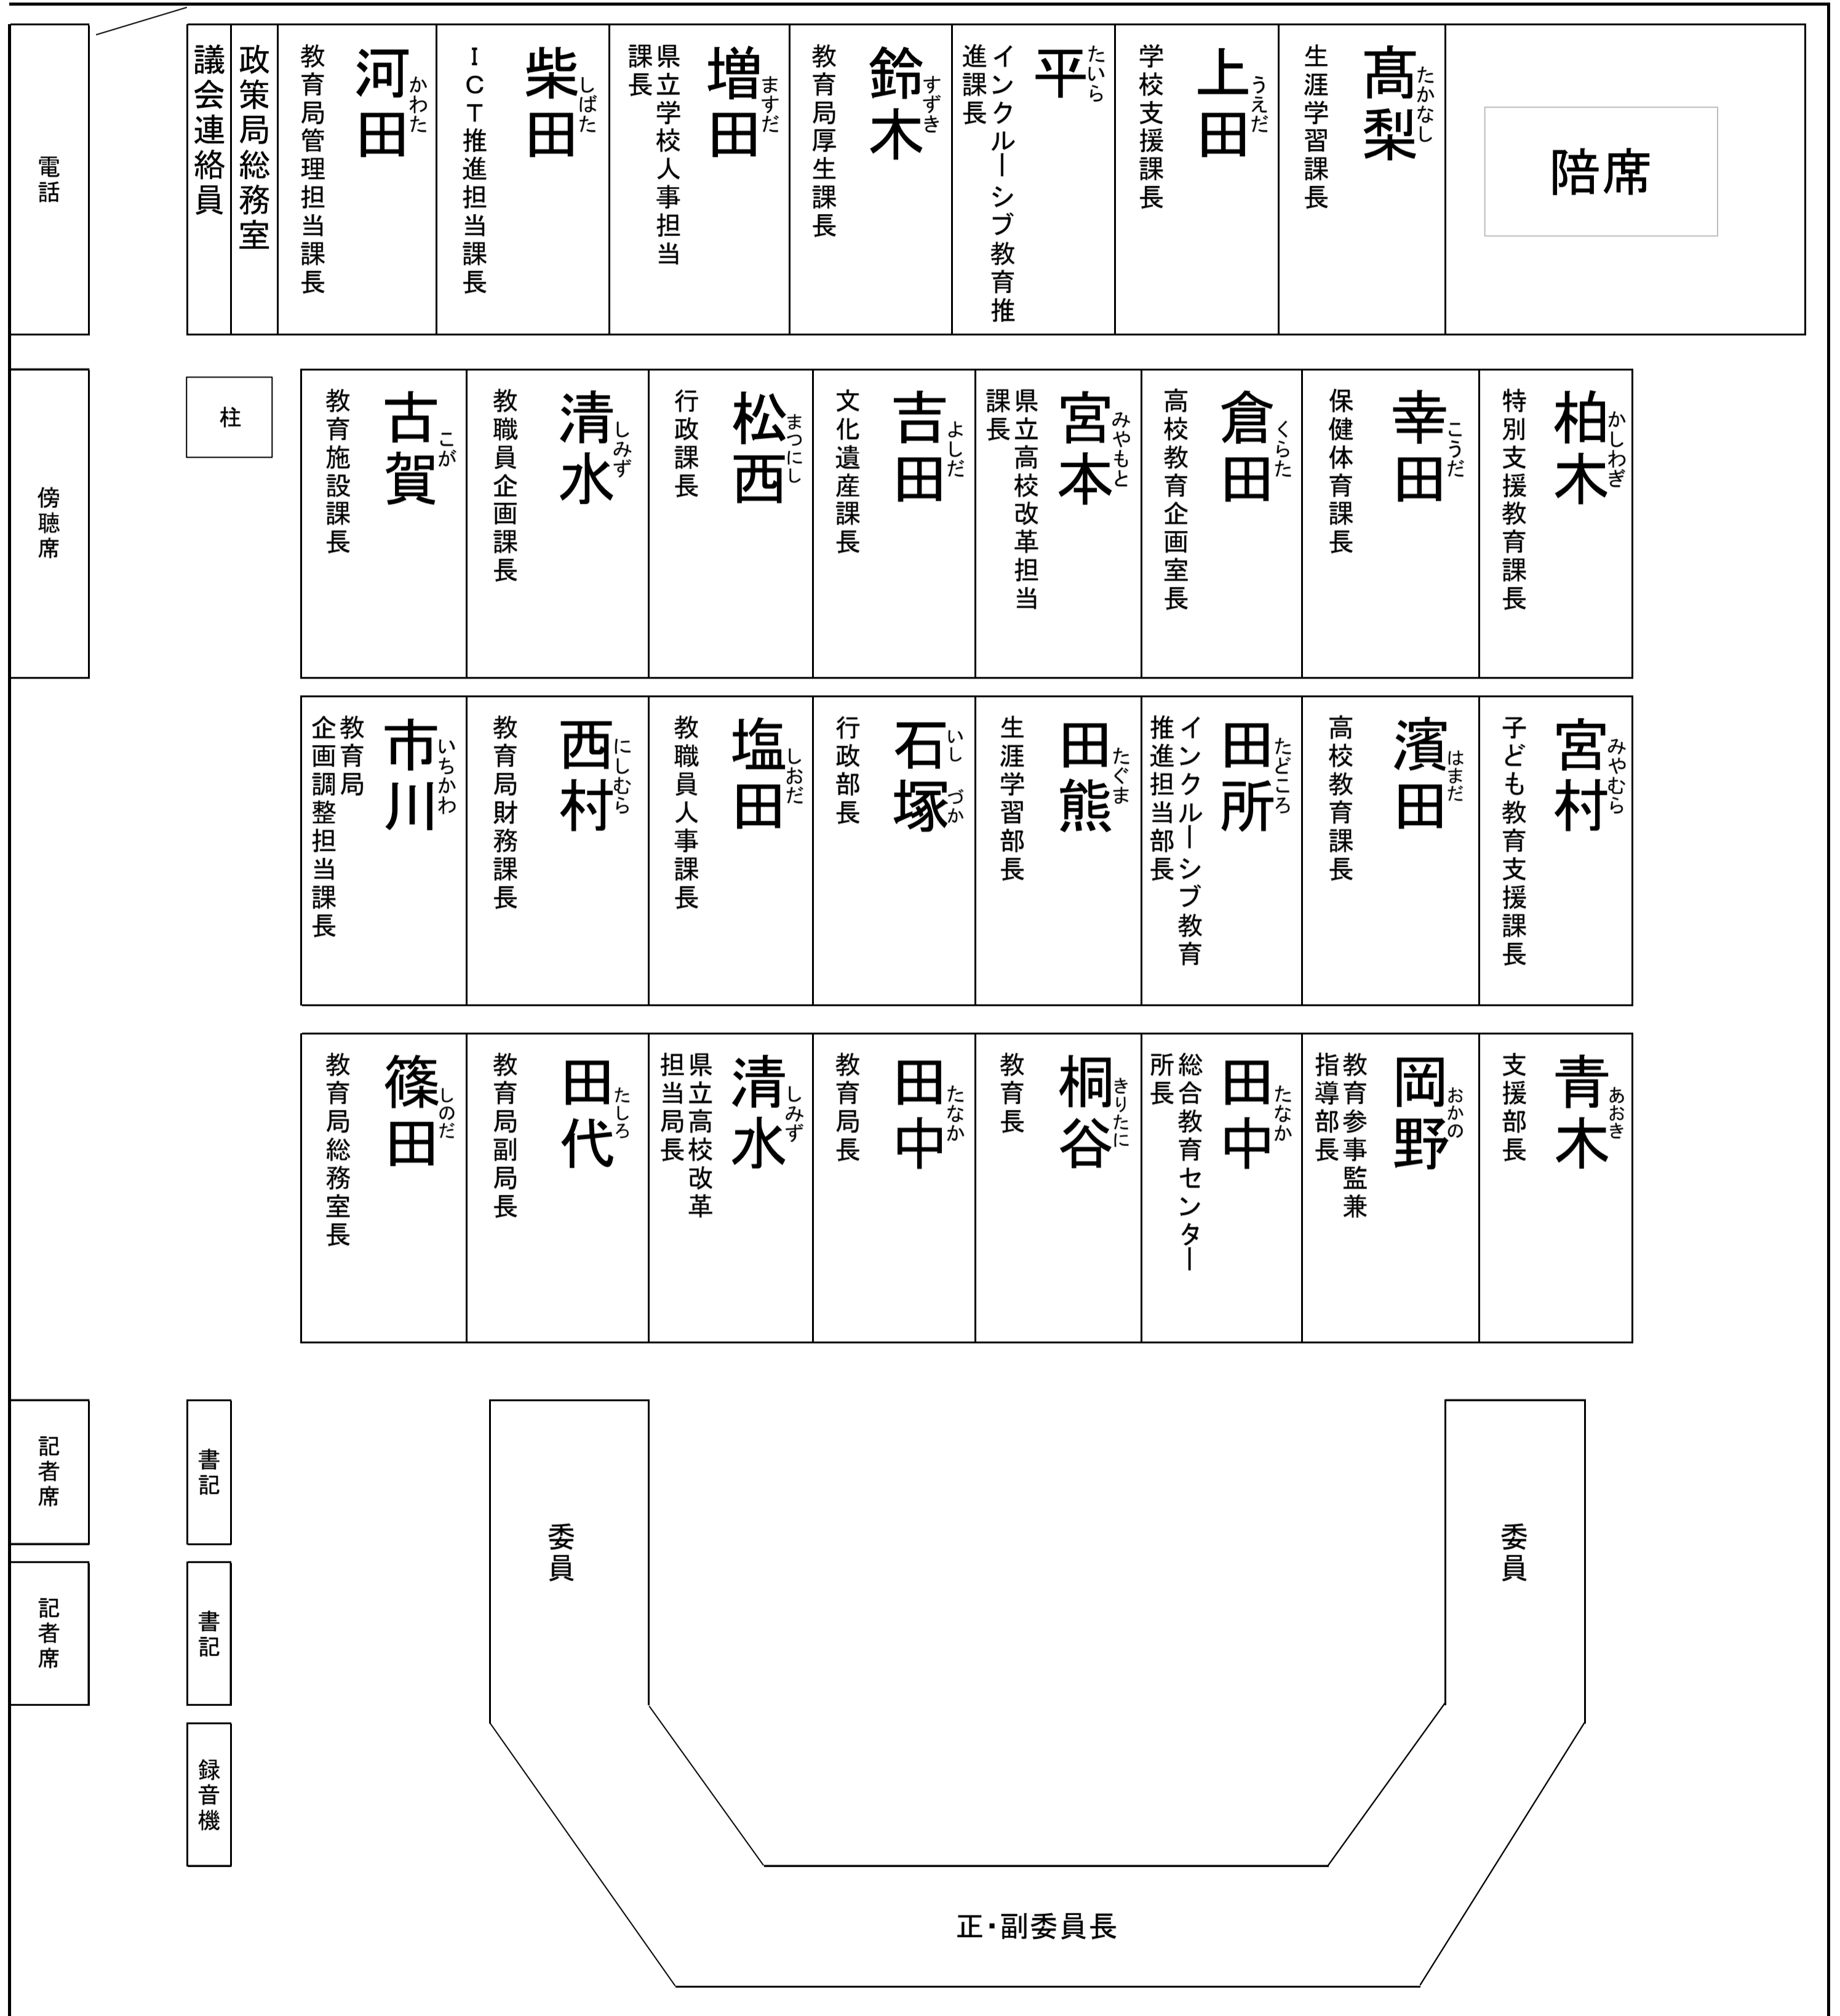 電話
議会連絡員
政策局総務室
教育局管理担当課長
河田
かわた
ICT推進担当課長
柴田
しばた
県立学校人事担当
課長
増田
ますだ
教育局厚生課長
鈴木
すずき
インクルーシブ教育推
進課長
平
たいら
学校支援課長
上田
うえだ
生涯学習課長
髙梨
たかなし
陪席
傍聴席
柱
教育施設課長
古賀
こが
教職員企画課長
清水
しみず
行政課長
松西
まつにし
文化遺産課長
吉田
よしだ
県立高校改革担当
課長
宮本
みやもと
高校教育企画室長
倉田
くらた
保健体育課長
幸田
こうだ
特別支援教育課長
柏木
かしわぎ
教育局
企画調整担当課長
市川
いちかわ
教育局財務課長
西村
にしむら
教職員人事課長
塩田
しおだ
行政部長
石塚
いしづか
生涯学習部長
田熊
たぐま
インクルーシブ教育
推進担当部長
田所
たどころ
高校教育課長
濱田
はまだ
子ども教育支援課長
宮村
みやむら
教育局総務室長
篠田
しのだ
教育局副局長
田代
たしろ
県立高校改革
担当局長
清水
しみず
教育局長
田中
たなか
教育長
桐谷
きりたに
総合教育センター
所長
田中
たなか
教育参事監兼
指導部長
岡野
おかの
支援部長
青木
あおき
記者席
書記
委員
委員
記者席
書記
録音機
正・副委員長